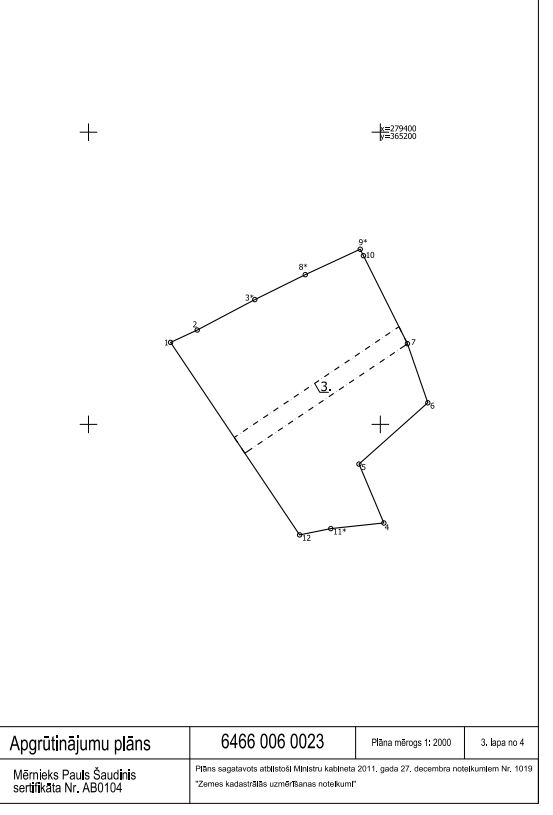 x=279400
y=365200
9*
10
8*
3*
2
1
7
3.
6
5
4
11*
12
Apgrūtinājumu plāns
6466 006 0023
Plāna mērogs 1: 2000
3. lapa no 4
Mērnieks Pauls Šaudinis
sertifikāta Nr. AB0104
Plāns sagatavots atbilstoši Ministru kabineta 2011. gada 27. decembra noteikumiem Nr. 1019
"Zemes kadastrālās uzmērīšanas noteikumi"